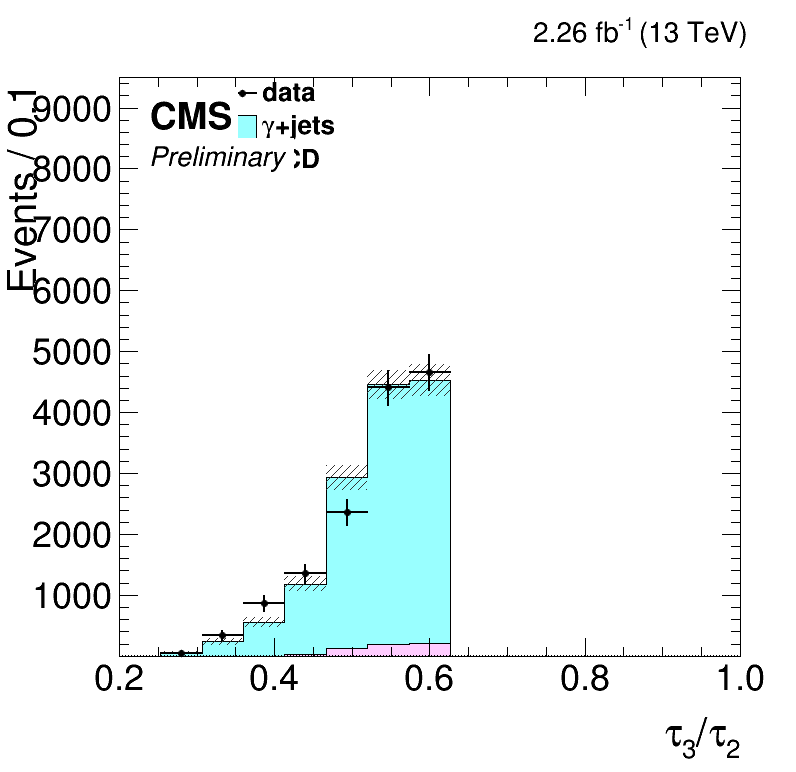 2.26 fb⁻¹ (13 TeV)
Events / 0.1
9000
8000
7000
6000
5000
4000
3000
2000
1000
CMS
Preliminary
data
γ+jets
CD
0.2 0.4 0.6 0.8 1.0
τ₃/τ₂